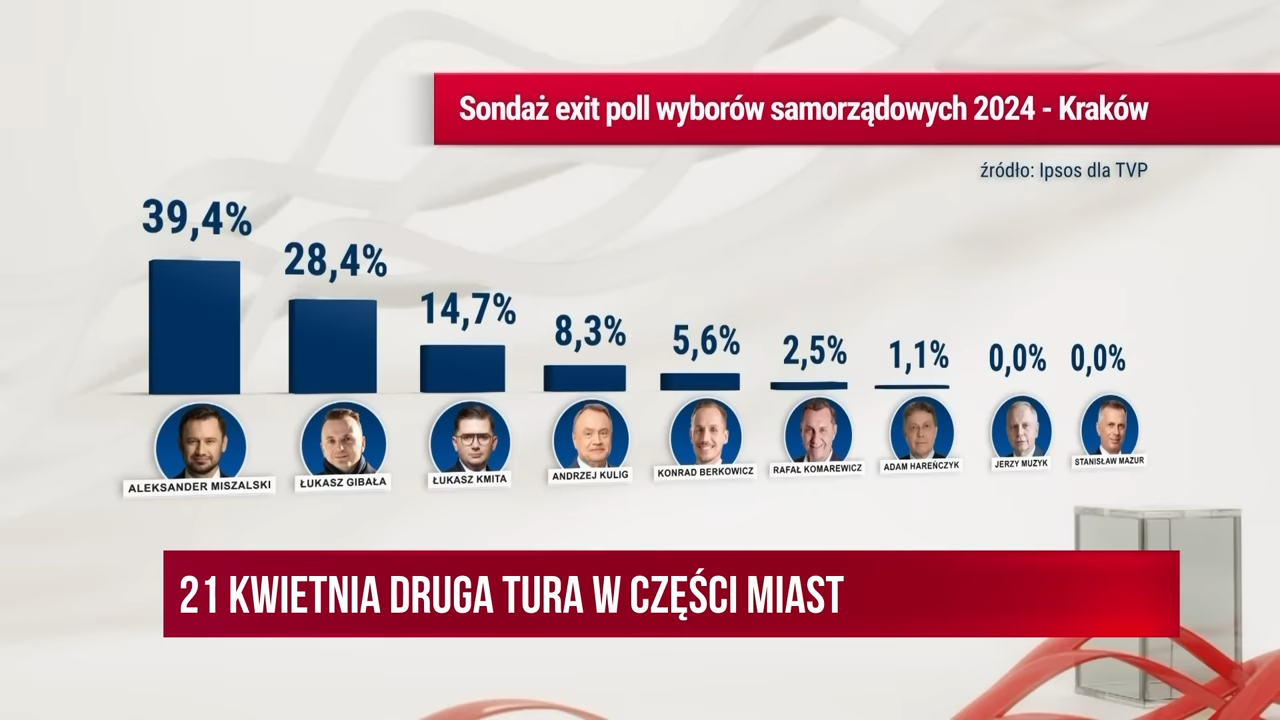 Sondaż exit poll wyborów samorządowych 2024 - Kraków
źródło: Ipsos dla TVP
39,4%
28,4%
14,7%
8,3%
5,6%
2,5%
1,1%
0,0%
0,0%
ALEKSANDER MISZALSKI
ŁUKASZ GIBAŁA
ŁUKASZ KMITA
ANDRZEJ KULIG
KONRAD BERKOWICZ
RAFAŁ KOMAREWICZ
ADAM HAREŃCZYK
JERZY MUZYK
STANISŁAW MAZUR
21 KWIETNIA DRUGA TURA W CZĘŚCI MIAST